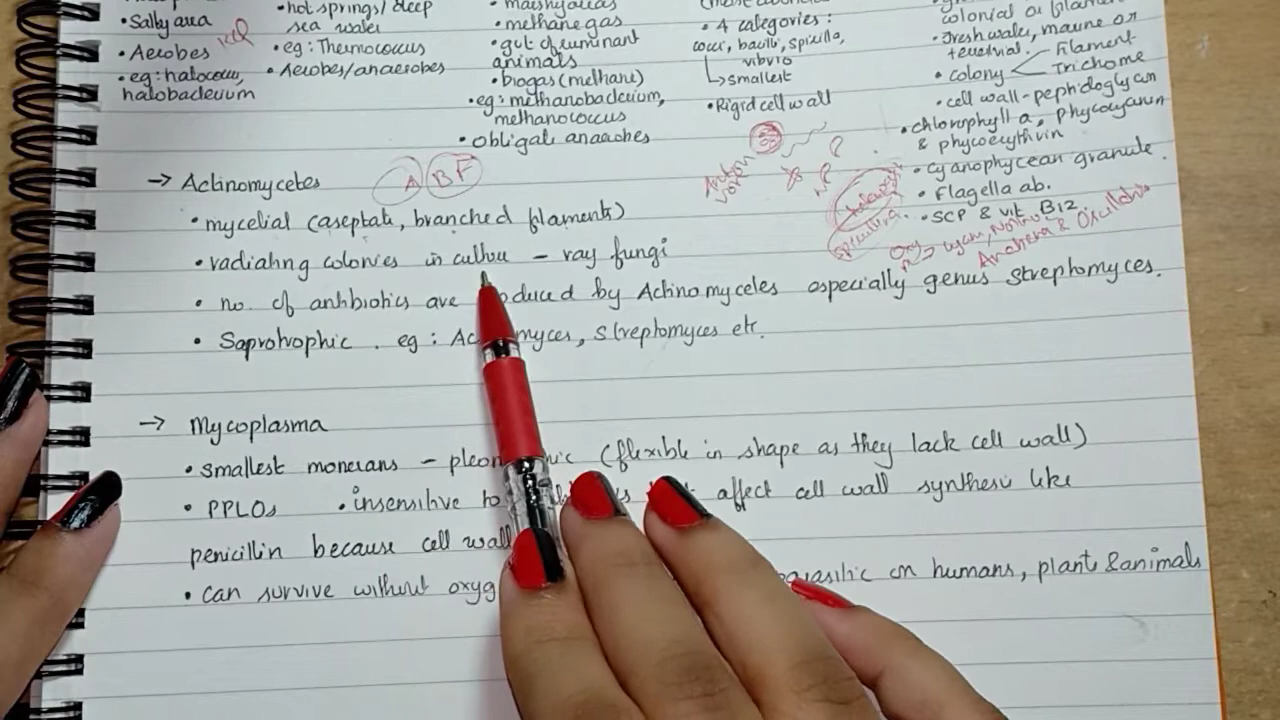 • Salty area
• Aerobes
• eg: halococcus,
halobacterium
• hot springs/deep
sea water
• eg: Thermococcus
• Aerobes/anaerobes
• marshy areas
• methane gas
• gut of ruminant
animals
• biogas (methane)
• eg: methanobacterium,
methanococcus
• obligate anaerobes
• 4 categories:
cocci, bacilli, spirilla,
vibrio
↳ smallest
• Rigid cell wall
colonial or
• freshwater, marine or
terrestrial.
• colony < Filament
Trichome
• cell wall - peptidoglycan
• chlorophyll a, phycocyanin
& phycoerythrin
• cyanophycean granule.
• Flagella ab.
• SCP & vit B12.
Anabena & Oscillatoria
→ Actinomycetes A BF
• mycelial (aseptate, branched filaments)
• radiating colonies in culture - ray fungi
• no. of antibiotics are oduced by Actinomycetes especially genus Streptomyces.
• Saprotrophic. eg: Ac myces, Streptomyces etc.
→ Mycoplasma
• smallest monerans - pleo ic (flexible in shape as they lack cell wall)
• PPLOs • insensitive to affect cell wall synthesis like
penicillin because cell wall
• can survive without oxyg parasitic on humans, plant & animals